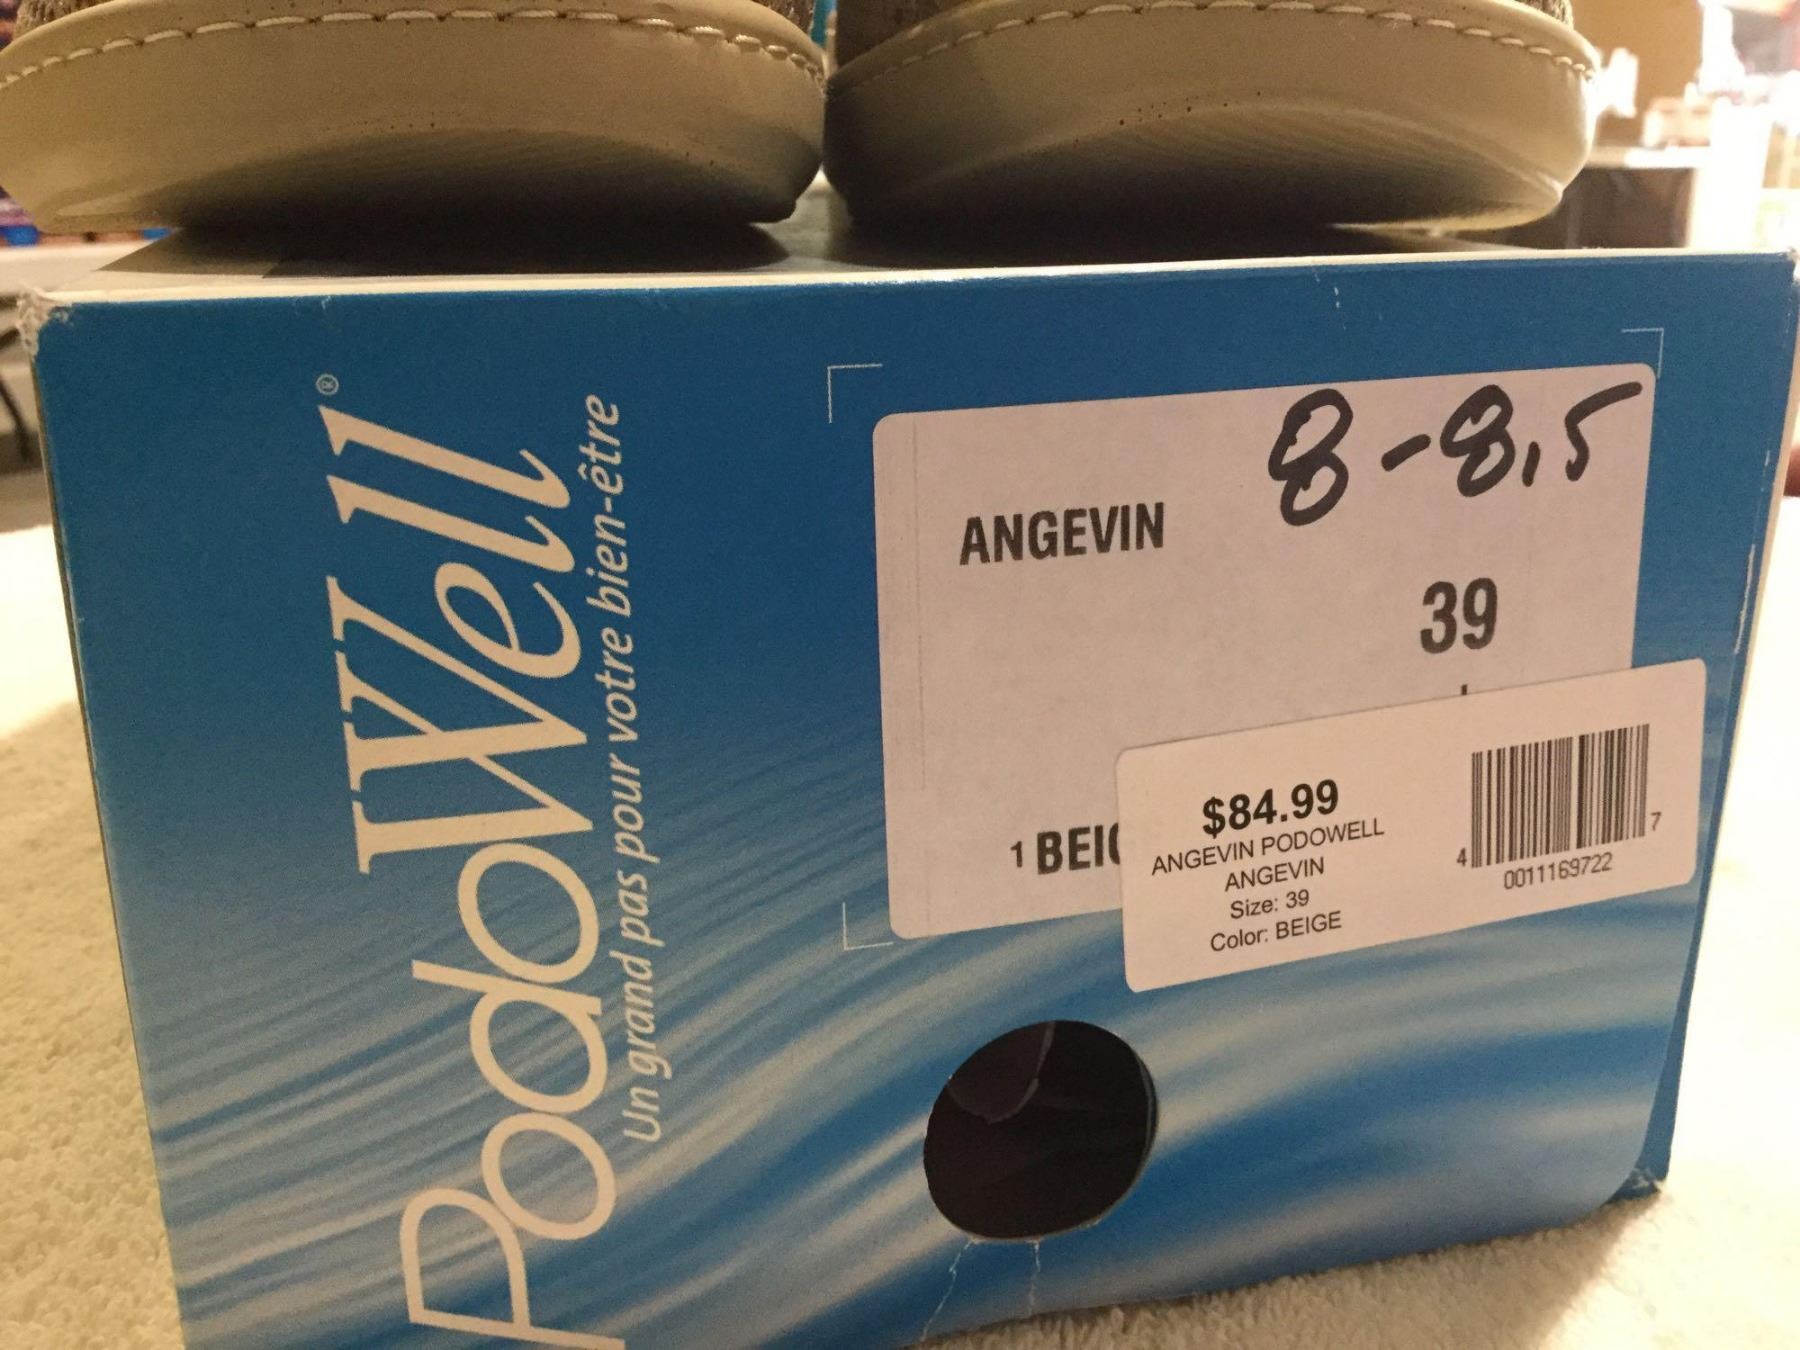 PodoWell®
Un grand pas pour votre bien-être
8-8,5
ANGEVIN
39
1 BEIG
$84.99
ANGEVIN PODOWELL
ANGEVIN
Size: 39
Color: BEIGE
4 0011169722 7